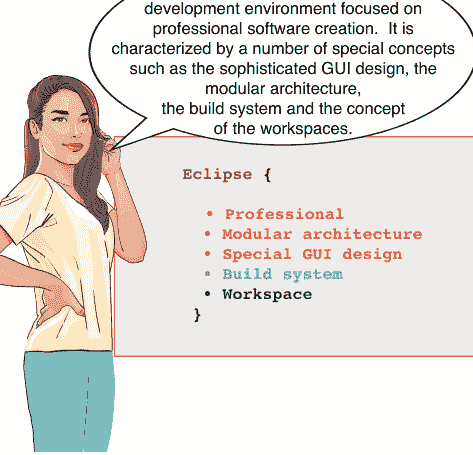 development environment focused on
professional software creation.  It is
characterized by a number of special concepts
such as the sophisticated GUI design, the
modular architecture,
the build system and the concept
of the workspaces.
Eclipse {
• Professional
• Modular architecture
• Special GUI design
▫ Build system
• Workspace
}